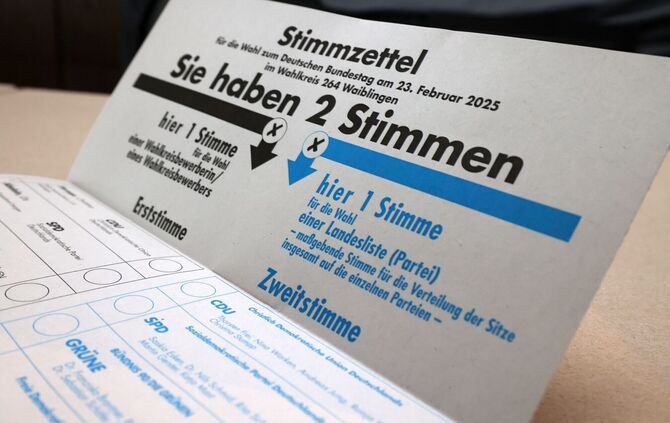 Stimmzettel
für die Wahl zum Deutschen Bundestag am 23. Februar 2025
im Wahlkreis 264 Waiblingen
Sie haben 2 Stimmen
hier 1 Stimme
für die Wahl
einer Wahlkreisbewerberin/
eines Wahlkreisbewerbers
Erststimme
hier 1 Stimme
für die Wahl
einer Landesliste (Partei)
– maßgebende Stimme für die Verteilung der Sitze
insgesamt auf die einzelnen Parteien –
Zweitstimme
CDU
SPD
Sozialdemokratische Partei
Deutschlands
CDU
Christlich Demokratische Union Deutschlands
SPD
Sozialdemokratische Partei Deutschlands
GRÜNE
BÜNDNIS 90/DIE GRÜNEN